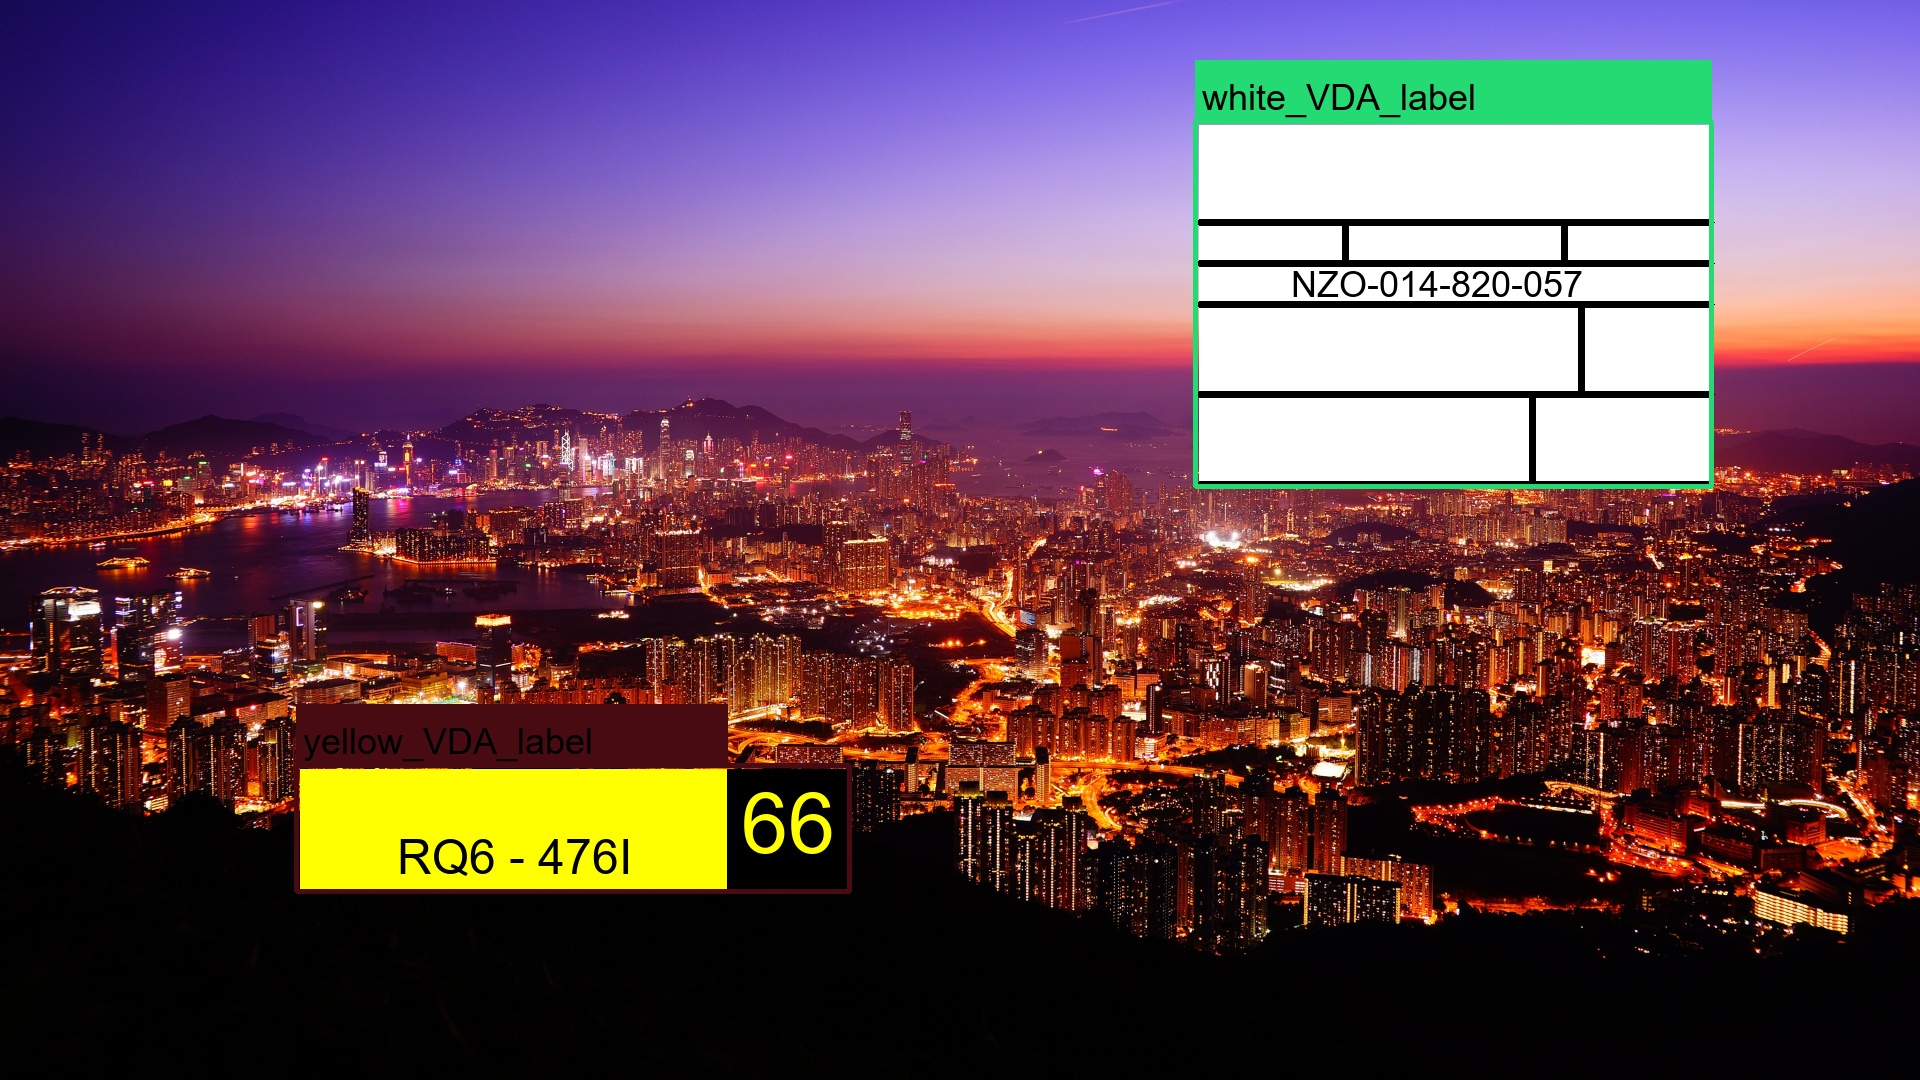 white_VDA_label
NZO-014-820-057
yellow_VDA_label
RQ6 - 476I
66